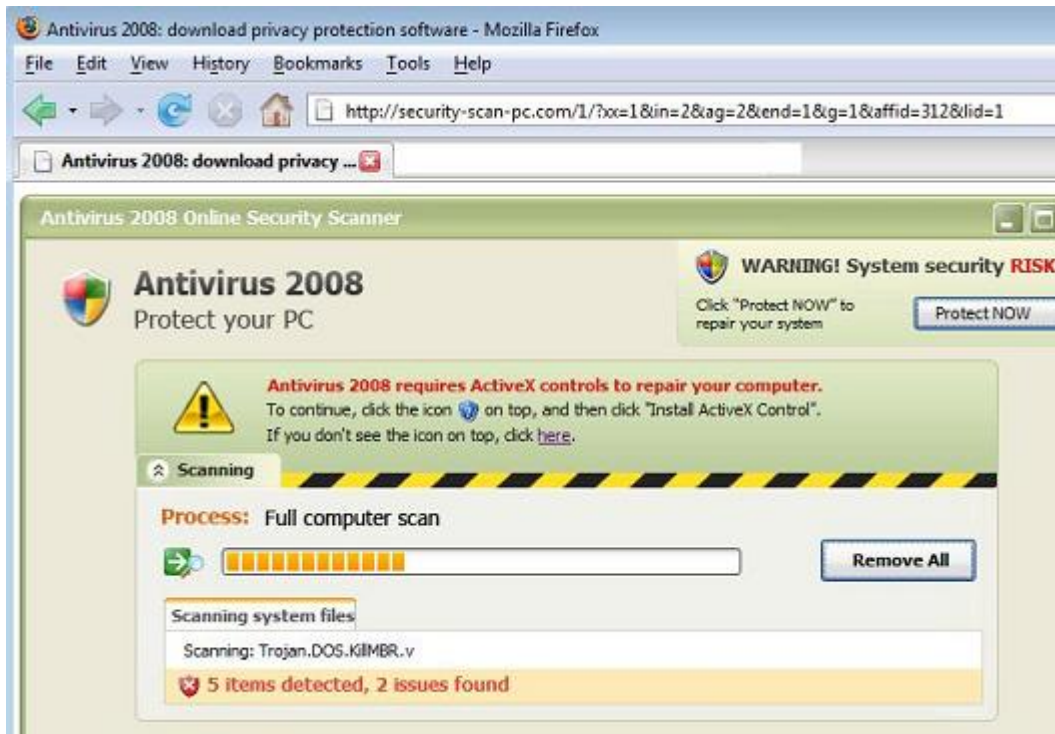 Antivirus 2008: download privacy protection software - Mozilla Firefox
File Edit View History Bookmarks Tools Help
http://security-scan-pc.com/1/?xx=1&in=2&ag=2&end=1&g=1&affid=312&lid=1
Antivirus 2008: download privacy ...
Antivirus 2008 Online Security Scanner
Antivirus 2008
Protect your PC
WARNING! System security RISK
Click "Protect NOW" to
repair your system
Protect NOW
Antivirus 2008 requires ActiveX controls to repair your computer.
To continue, click the icon on top, and then click "Install ActiveX Control".
If you don't see the icon on top, click here.
Scanning
Process: Full computer scan
Remove All
Scanning system files
Scanning: Trojan.DOS.KillMBR.v
5 items detected, 2 issues found